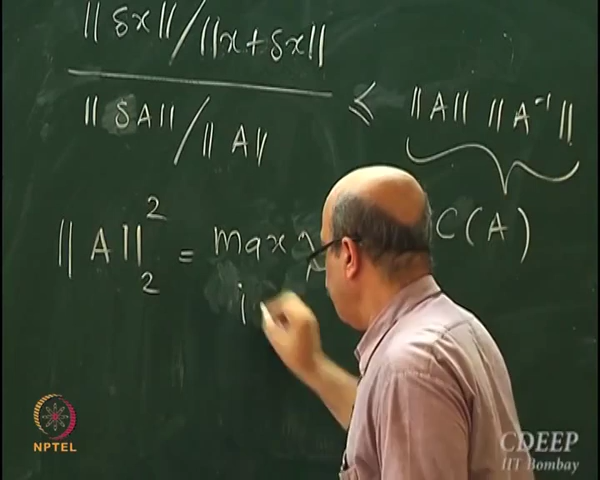 ||δx|| / ||x + δx||
||δA|| / ||A|| ≤ ||A|| ||A⁻¹||
C(A)
||A||₂² = max λ
i
NPTEL
CDEEP
IIT Bombay